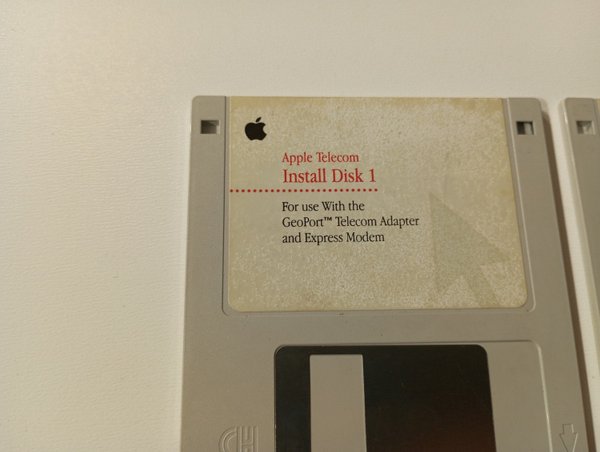 Apple Telecom
Install Disk 1
For use With the
GeoPort™ Telecom Adapter
and Express Modem